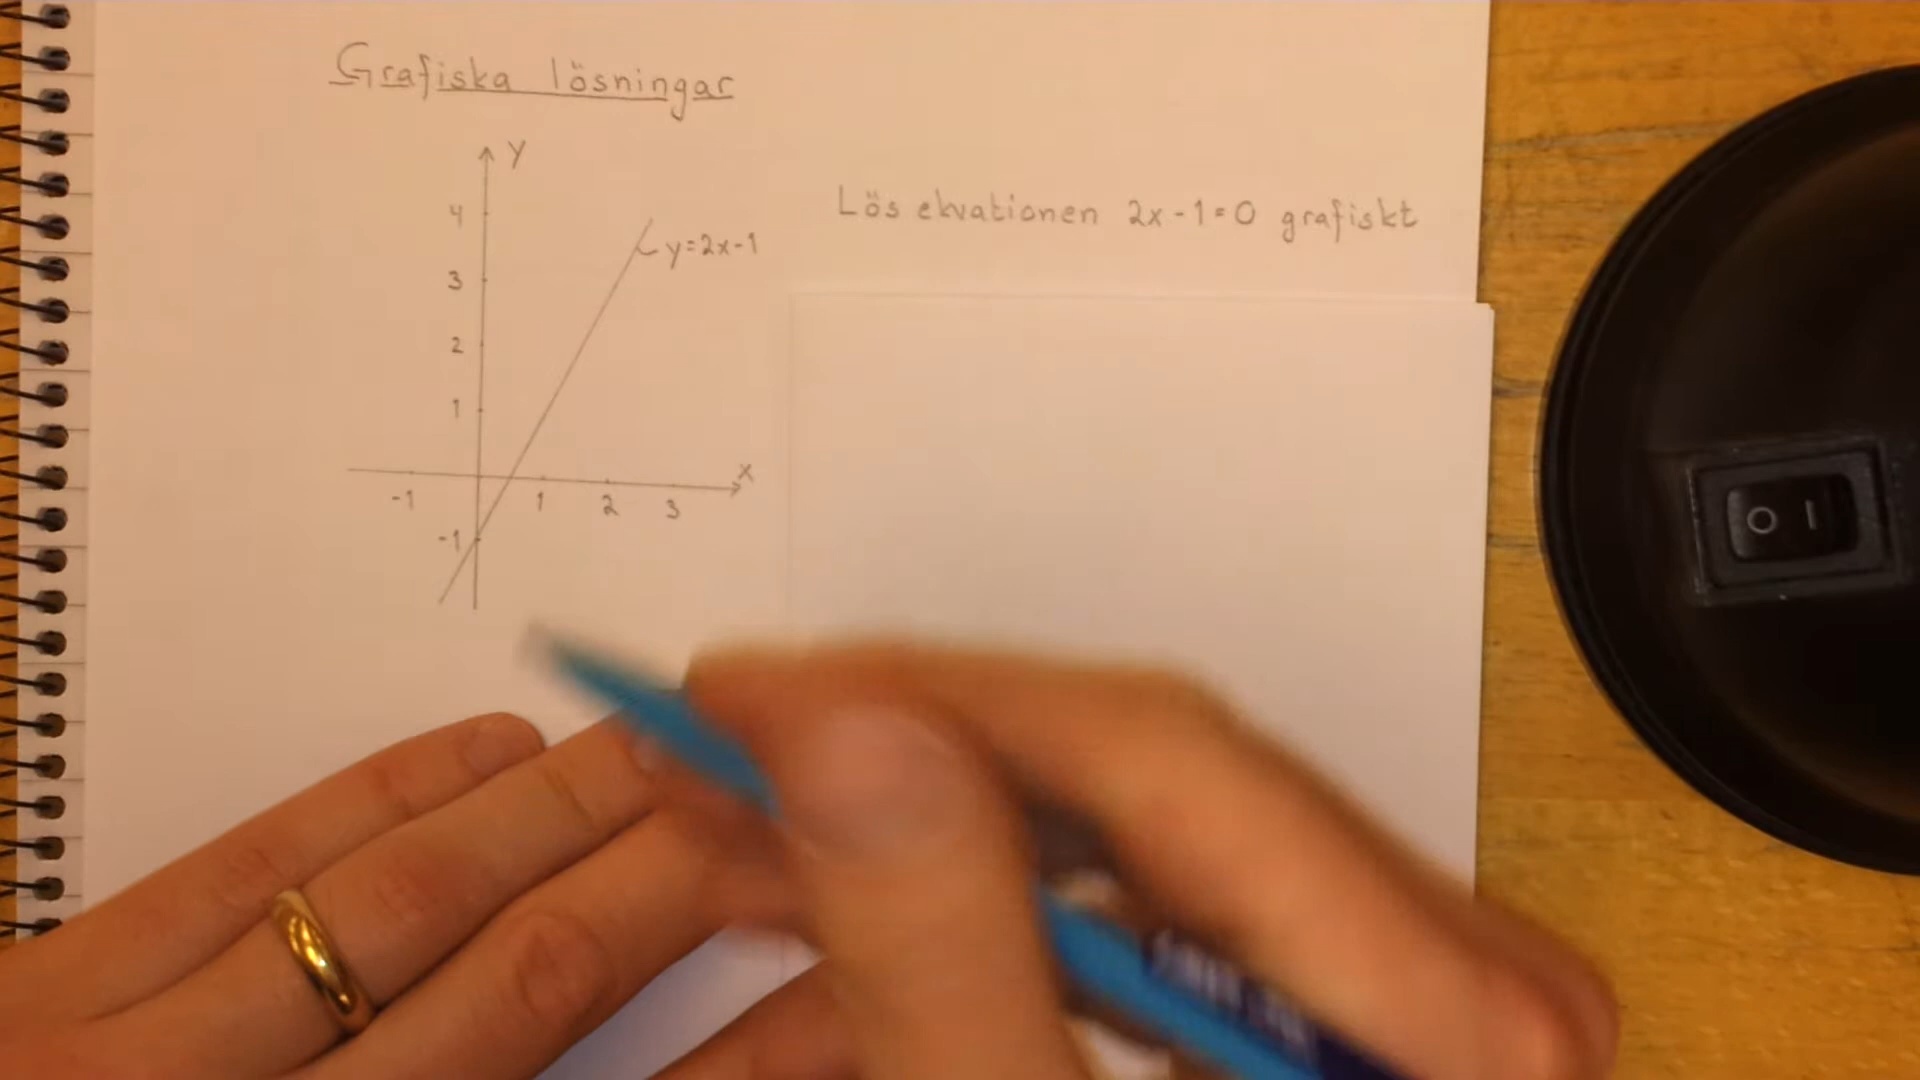 Grafiska lösningar
y
4
Lös ekvationen 2x-1=0 grafiskt
y=2x-1
3
2
1
x
-1 1 2 3
-1